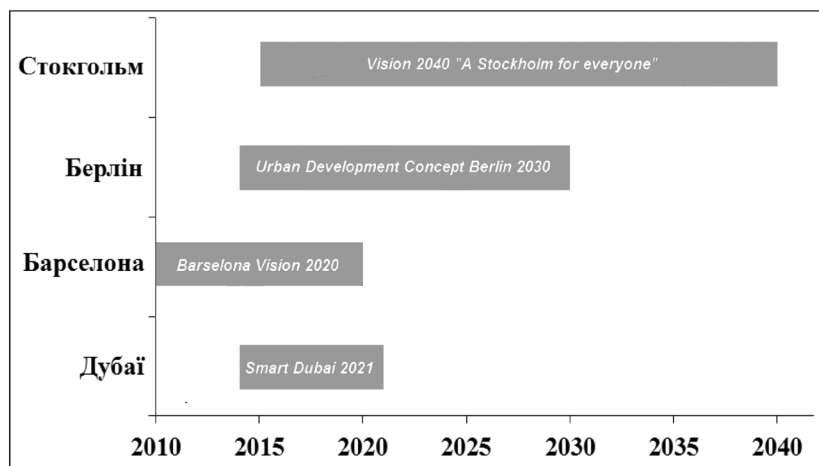 Стокгольм
Vision 2040 "A Stockholm for everyone"
Берлін
Urban Development Concept Berlin 2030
Барселона
Barselona Vision 2020
Дубаї
Smart Dubai 2021
2010 2015 2020 2025 2030 2035 2040